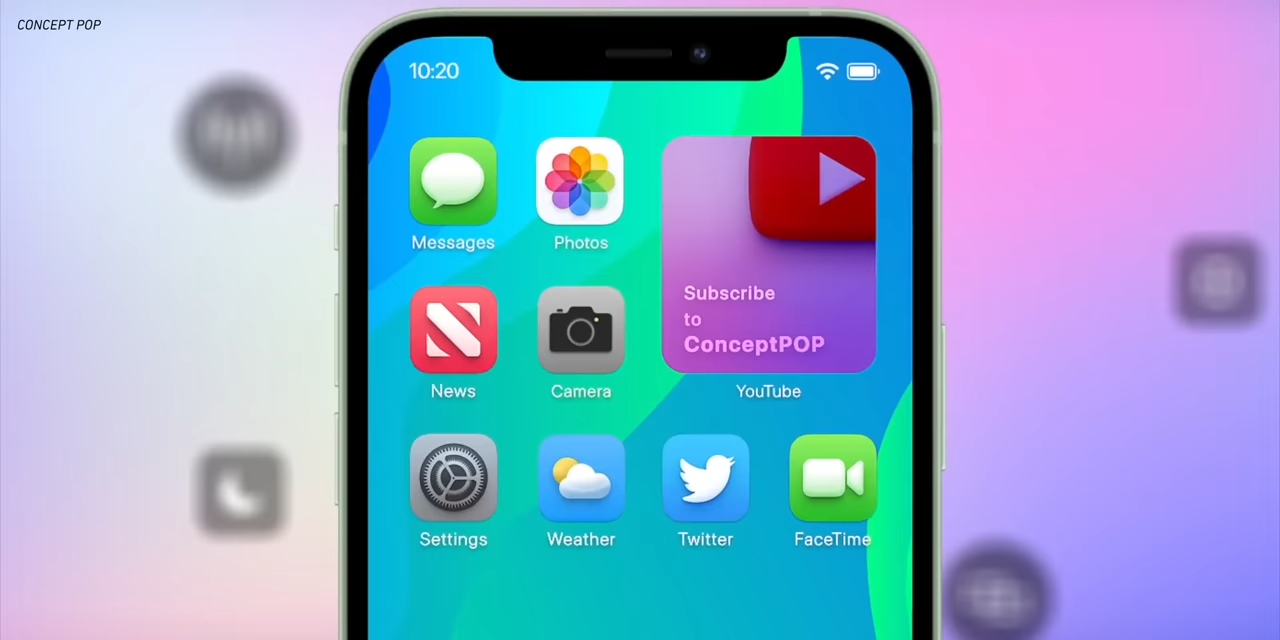 CONCEPT POP
10:20
Messages
Photos
Subscribe
to
ConceptPOP
News
Camera
YouTube
Settings
Weather
Twitter
FaceTime